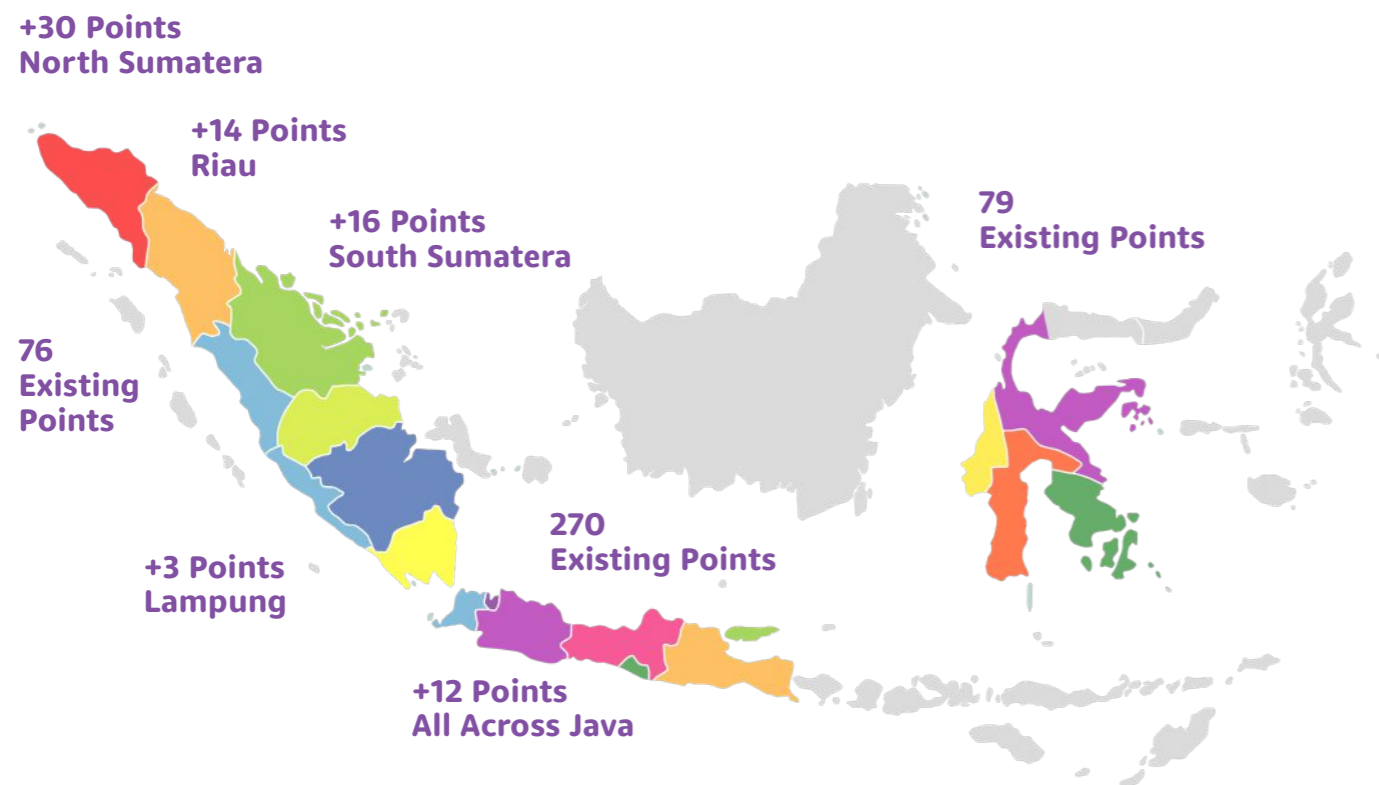 +30 Points
North Sumatera
+14 Points
Riau
+16 Points
South Sumatera
79
Existing Points
76
Existing
Points
270
Existing Points
+3 Points
Lampung
+12 Points
All Across Java